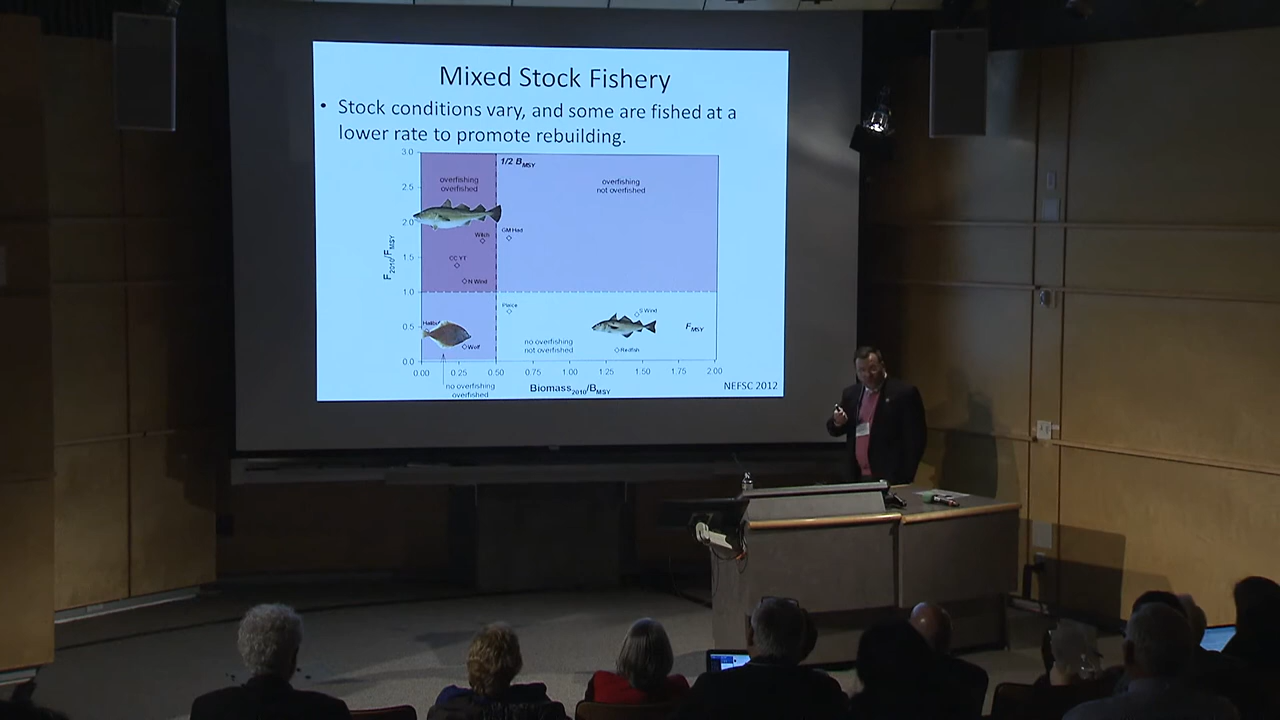 Mixed Stock Fishery
• Stock conditions vary, and some are fished at a
lower rate to promote rebuilding.
3.0
2.5
2.0
1.5
1.0
0.5
0.0
F2010/FMSY
1/2 BMSY
overfishing
overfished
overfishing
not overfished
Witch
GM Had
CC YT
N Wind
Plaice
S Wind
FMSY
Wolf
no overfishing
not overfished
Redfish
0.00 0.25 0.50 0.75 1.00 1.25 1.50 1.75 2.00
no overfishing
overfished
Biomass2010/BMSY
NEFSC 2012